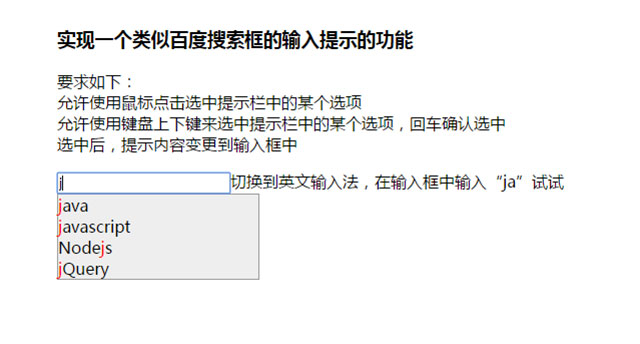 实现一个类似百度搜索框的输入提示的功能
要求如下：
允许使用鼠标点击选中提示栏中的某个选项
允许使用键盘上下键来选中提示栏中的某个选项，回车确认选中
选中后，提示内容变更到输入框中
j切换到英文输入法，在输入框中输入“ja”试试
java
javascript
Nodejs
jQuery